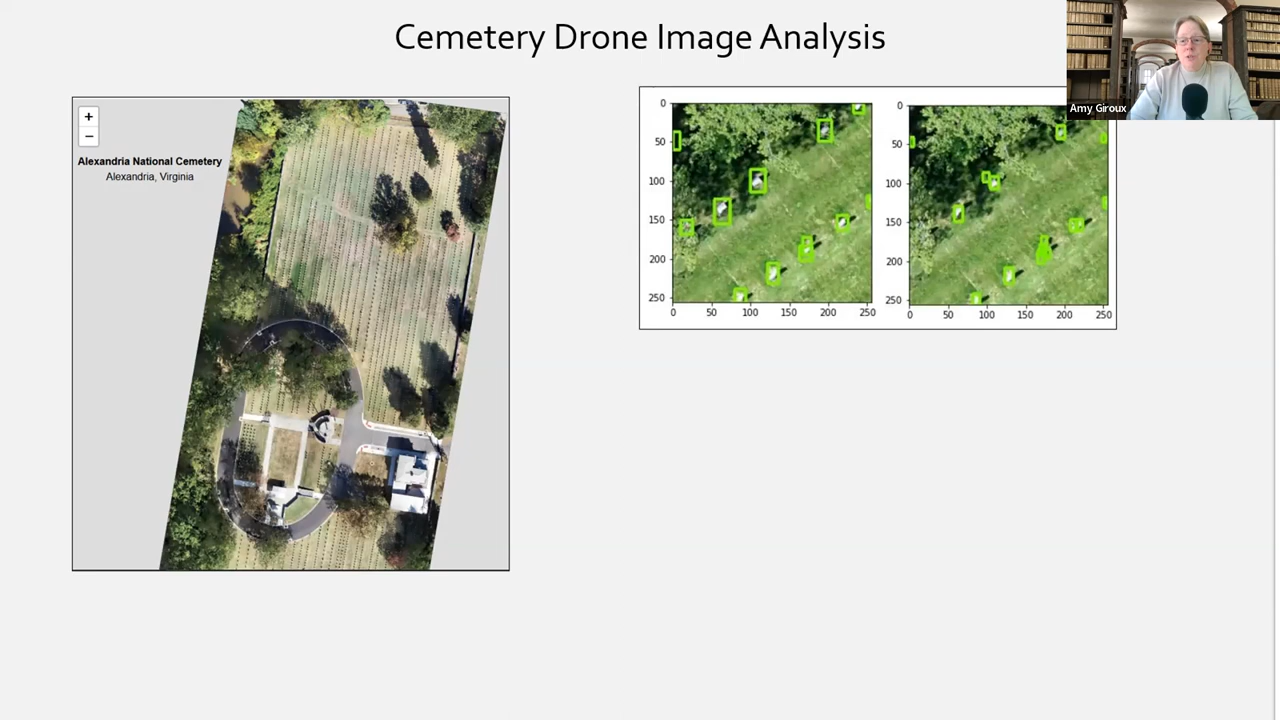 Cemetery Drone Image Analysis
Amy Giroux
+
−
Alexandria National Cemetery
Alexandria, Virginia
0
50
100
150
200
250
0 50 100 150 200 250
0
50
100
150
200
250
0 50 100 150 200 250